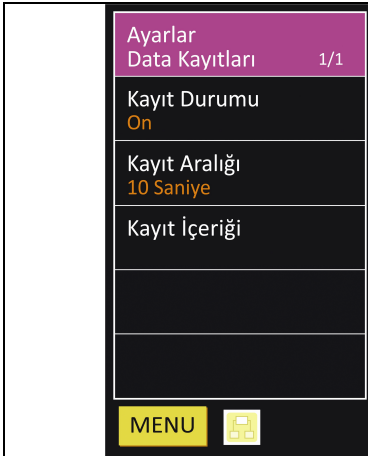 Ayarlar
Data Kayıtları 1/1
Kayıt Durumu
On
Kayıt Aralığı
10 Saniye
Kayıt İçeriği
MENU